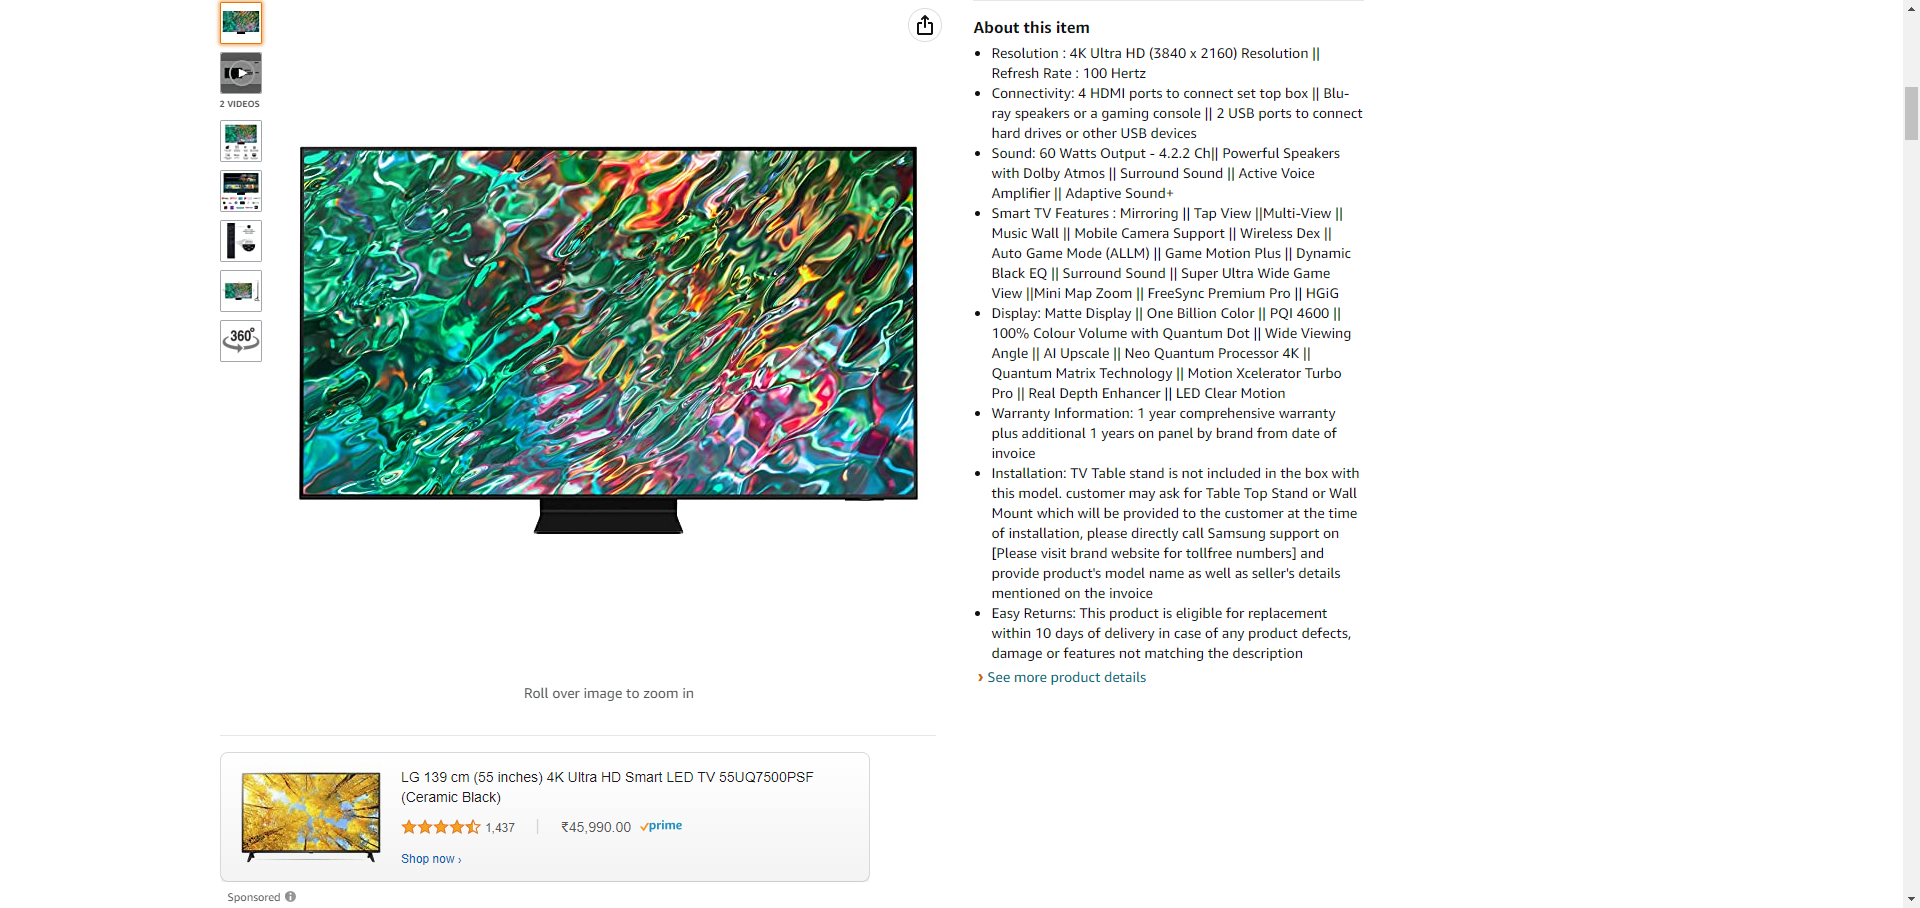 2 VIDEOS
360°
Roll over image to zoom in
About this item
Resolution : 4K Ultra HD (3840 x 2160) Resolution ||
Refresh Rate : 100 Hertz
Connectivity: 4 HDMI ports to connect set top box || Blu-
ray speakers or a gaming console || 2 USB ports to connect
hard drives or other USB devices
Sound: 60 Watts Output - 4.2.2 Ch|| Powerful Speakers
with Dolby Atmos || Surround Sound || Active Voice
Amplifier || Adaptive Sound+
Smart TV Features : Mirroring || Tap View ||Multi-View ||
Music Wall || Mobile Camera Support || Wireless Dex ||
Auto Game Mode (ALLM) || Game Motion Plus || Dynamic
Black EQ || Surround Sound || Super Ultra Wide Game
View ||Mini Map Zoom || FreeSync Premium Pro || HGiG
Display: Matte Display || One Billion Color || PQI 4600 ||
100% Colour Volume with Quantum Dot || Wide Viewing
Angle || AI Upscale || Neo Quantum Processor 4K ||
Quantum Matrix Technology || Motion Xcelerator Turbo
Pro || Real Depth Enhancer || LED Clear Motion
Warranty Information: 1 year comprehensive warranty
plus additional 1 years on panel by brand from date of
invoice
Installation: TV Table stand is not included in the box with
this model. customer may ask for Table Top Stand or Wall
Mount which will be provided to the customer at the time
of installation, please directly call Samsung support on
[Please visit brand website for tollfree numbers] and
provide product's model name as well as seller's details
mentioned on the invoice
Easy Returns: This product is eligible for replacement
within 10 days of delivery in case of any product defects,
damage or features not matching the description
› See more product details
LG 139 cm (55 inches) 4K Ultra HD Smart LED TV 55UQ7500PSF
(Ceramic Black)
1,437 | ₹45,990.00 prime
Shop now ›
Sponsored